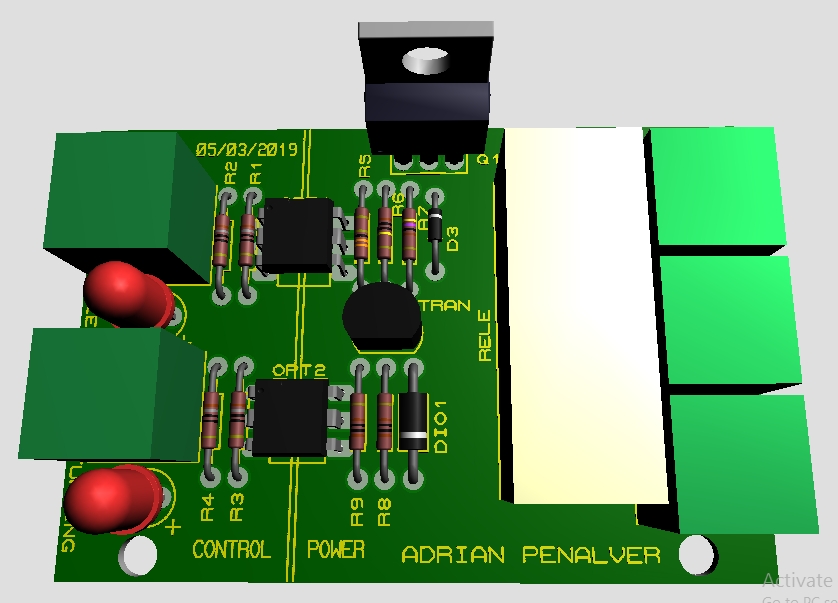 05/03/2019
R2
R1
R5
Q1
R6
R7
D3
TRAN
RELE
OPT2
DIO1
R4
R3
R9
R8
+
CONTROL
POWER
ADRIAN PENALVER
Activate